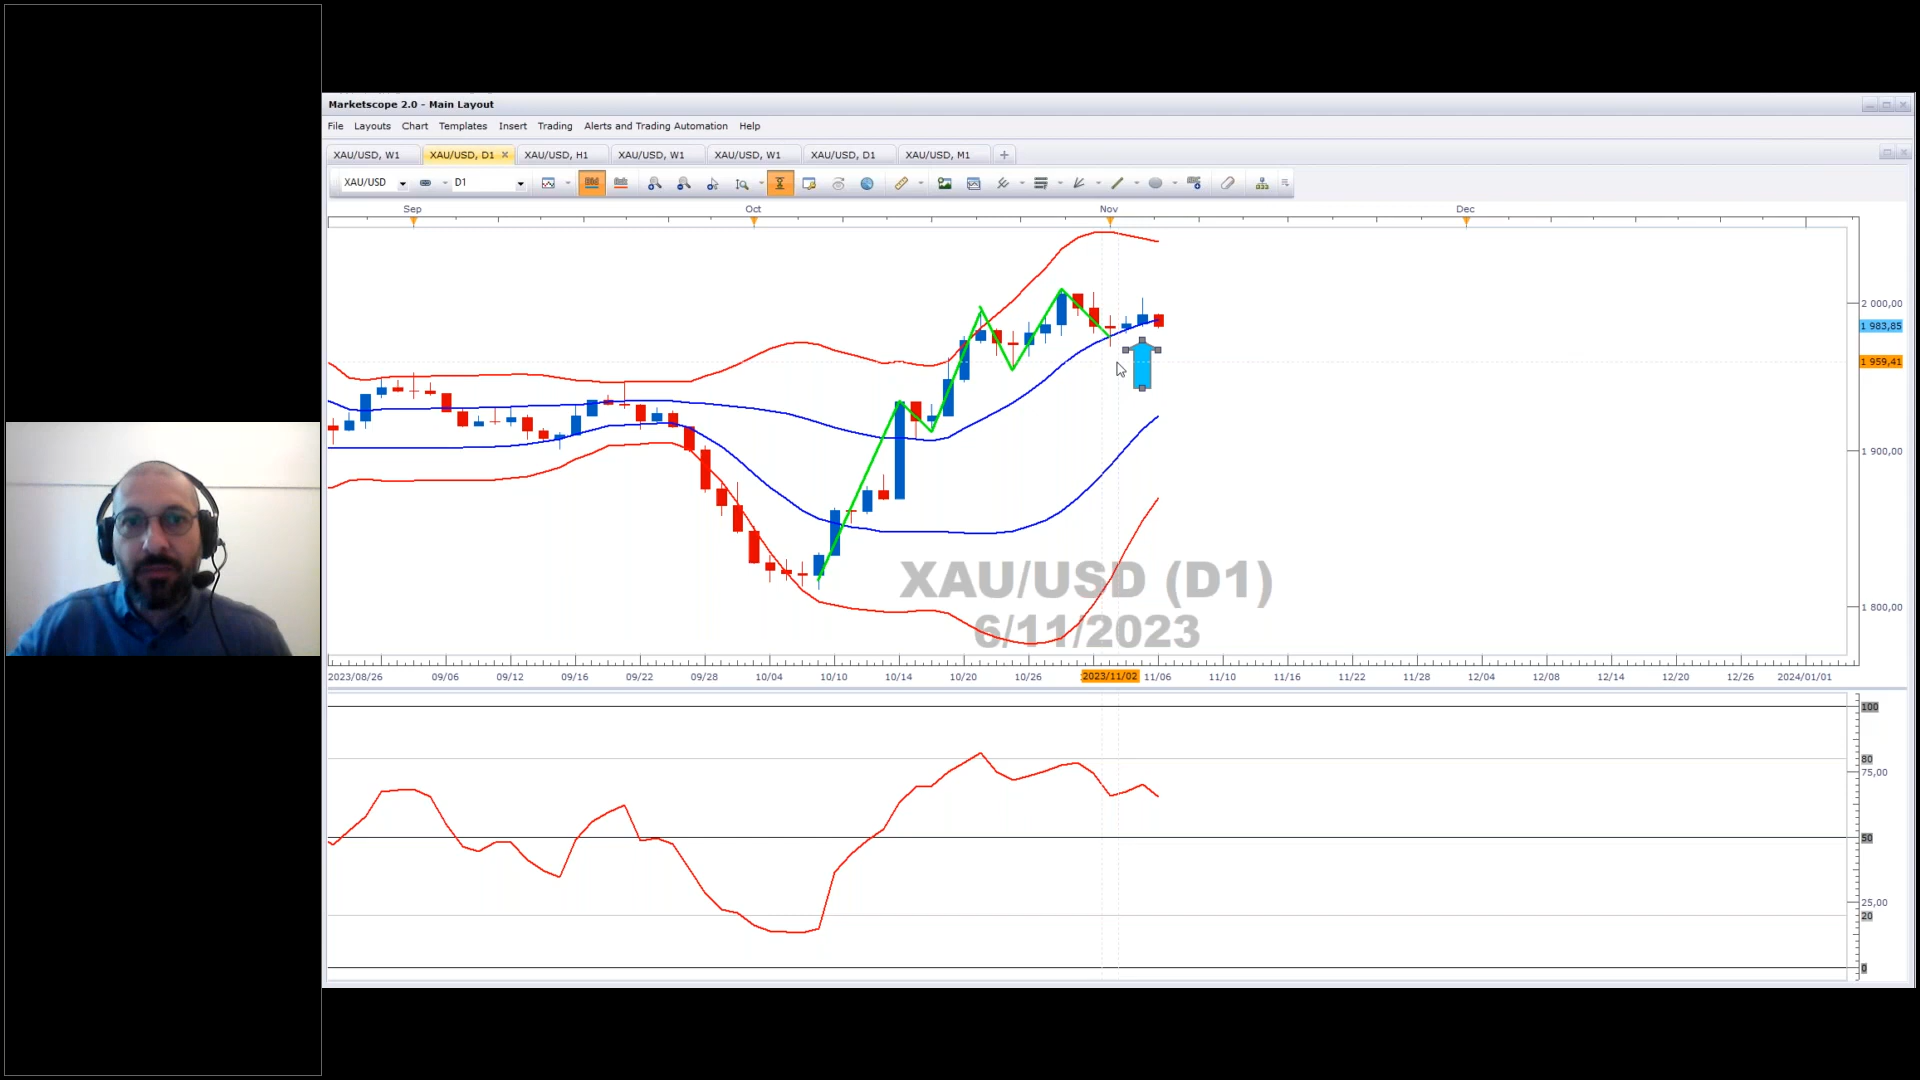 Marketscope 2.0 - Main Layout
File Layouts Chart Templates Insert Trading Alerts and Trading Automation Help
XAU/USD, W1 XAU/USD, D1 XAU/USD, H1 XAU/USD, W1 XAU/USD, W1 XAU/USD, D1 XAU/USD, M1
XAU/USD D1
Sep Oct Nov Dec
2 000,00
1 983,85
1 959,41
1 900,00
1 800,00
XAU/USD (D1)
6/11/2023
2023/08/26 09/06 09/12 09/16 09/22 09/28 10/04 10/10 10/14 10/20 10/26 2023/11/02 11/06 11/10 11/16 11/22 11/28 12/04 12/08 12/14 12/20 12/26 2024/01/01
100
80
75,00
50
25,00
20
0